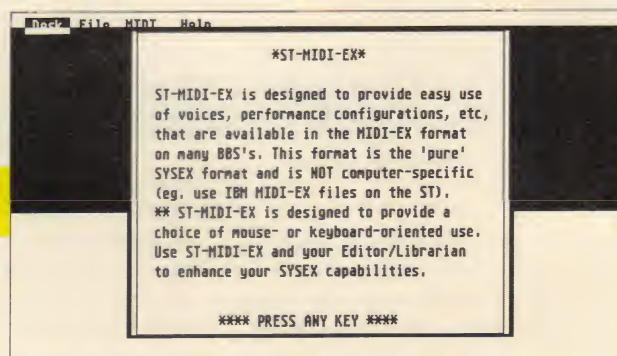 Desk File MIDI Help
*ST-MIDI-EX*
ST-MIDI-EX is designed to provide easy use
of voices, performance configurations, etc,
that are available in the MIDI-EX format
on many BBS's. This format is the 'pure'
SYSEX format and is NOT computer-specific
(eg. use IBM MIDI-EX files on the ST).
** ST-MIDI-EX is designed to provide a
choice of mouse- or keyboard-oriented use.
Use ST-MIDI-EX and your Editor/Librarian
to enhance your SYSEX capabilities.
**** PRESS ANY KEY ****